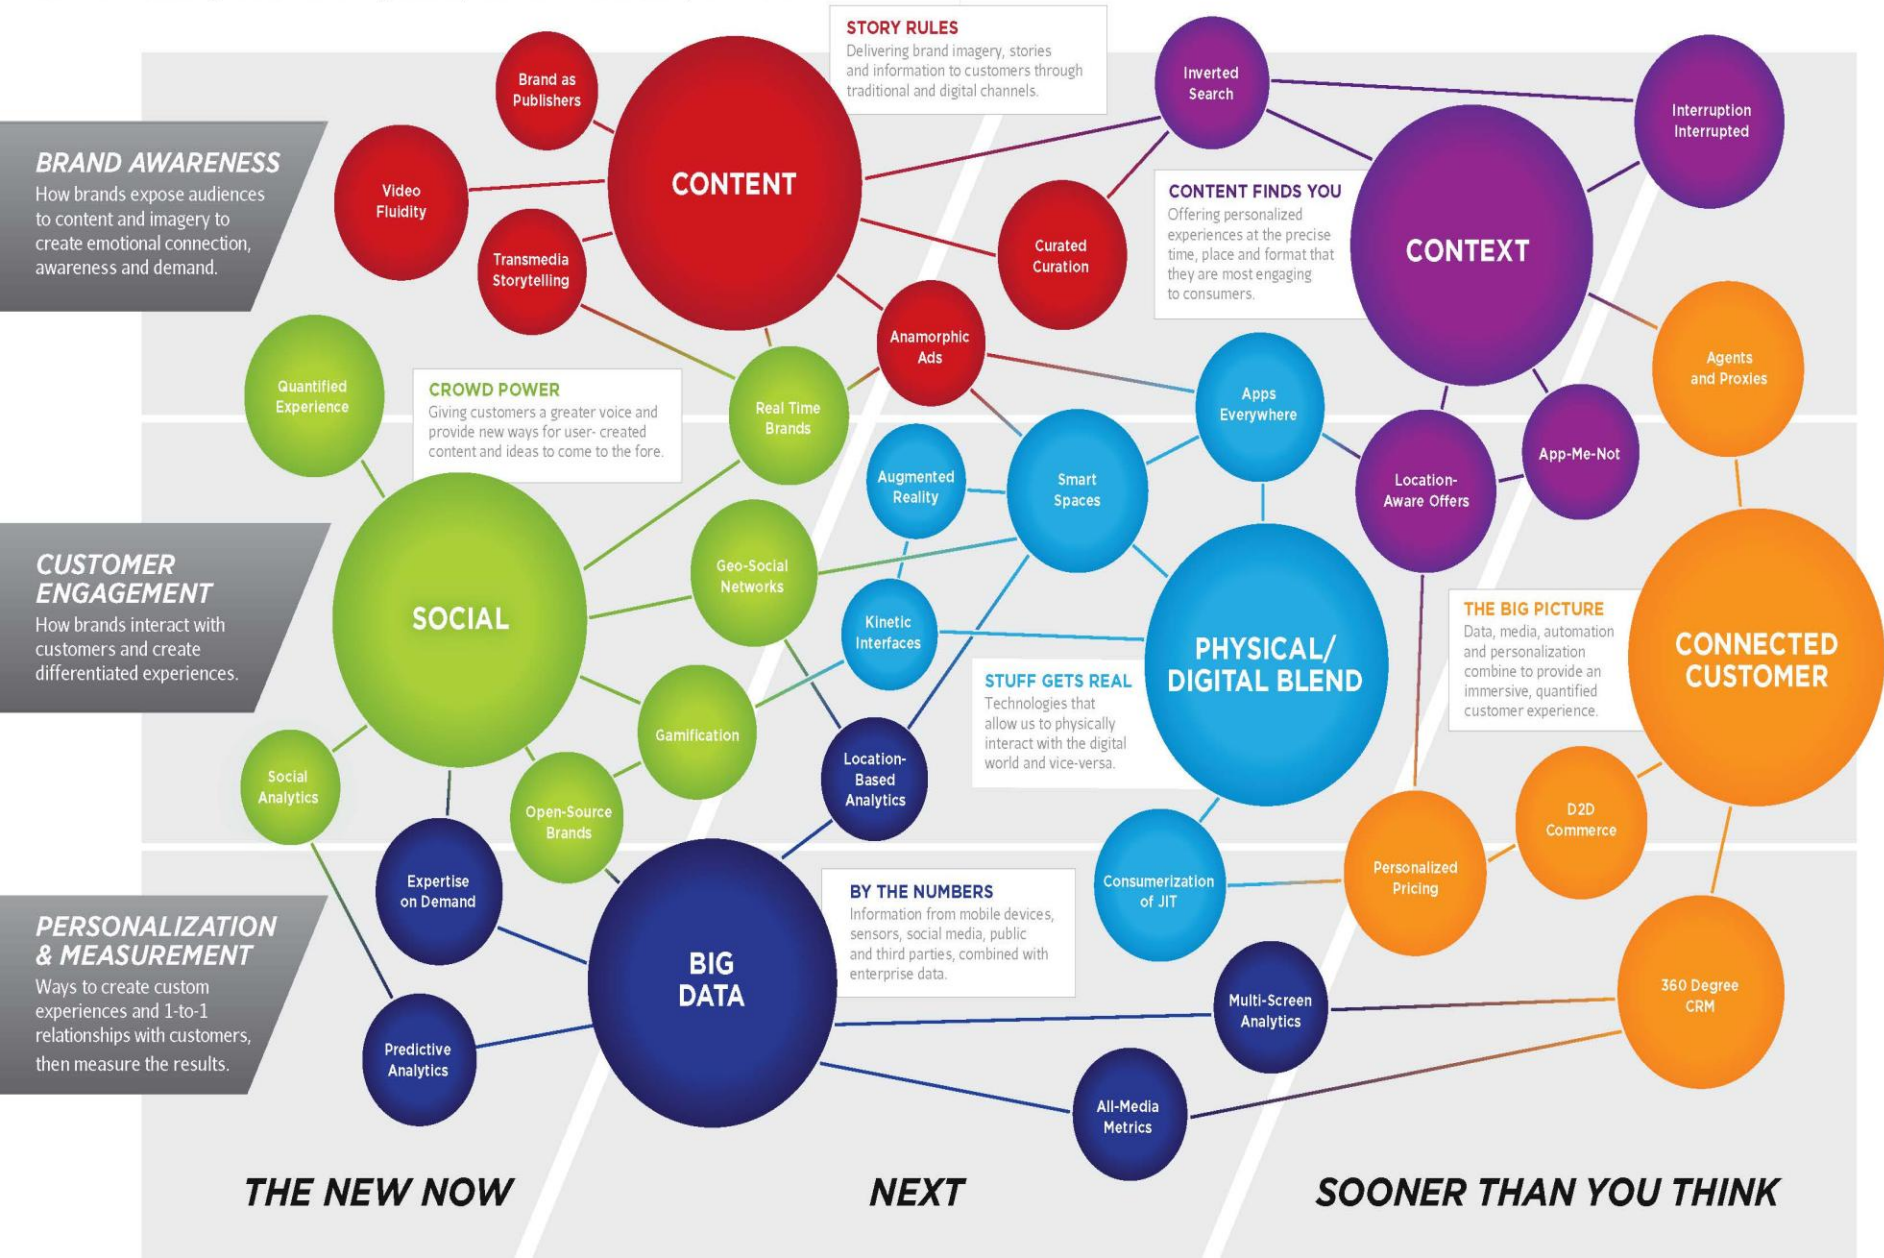 STORY RULES
Delivering brand imagery, stories
and information to customers through
traditional and digital channels.
Brand as
Publishers
Inverted
Search
Interruption
Interrupted
BRAND AWARENESS
How brands expose audiences
to content and imagery to
create emotional connection,
awareness and demand.
Video
Fluidity
CONTENT
CONTENT FINDS YOU
Offering personalized
experiences at the precise
time, place and format that
they are most engaging
to consumers.
CONTEXT
Transmedia
Storytelling
Curated
Curation
Anamorphic
Ads
Agents
and Proxies
Quantified
Experience
CROWD POWER
Giving customers a greater voice and
provide new ways for user- created
content and ideas to come to the fore.
Real Time
Brands
Apps
Everywhere
Augmented
Reality
Smart
Spaces
Location-
Aware Offers
App-Me-Not
CUSTOMER
ENGAGEMENT
How brands interact with
customers and create
differentiated experiences.
SOCIAL
Geo-Social
Networks
Kinetic
Interfaces
PHYSICAL/
DIGITAL BLEND
THE BIG PICTURE
Data, media, automation
and personalization
combine to provide an
immersive, quantified
customer experience.
CONNECTED
CUSTOMER
STUFF GETS REAL
Technologies that
allow us to physically
interact with the digital
world and vice-versa.
Gamification
Social
Analytics
Open-Source
Brands
Location-
Based
Analytics
D2D
Commerce
Expertise
on Demand
Consumerization
of JIT
Personalized
Pricing
PERSONALIZATION
& MEASUREMENT
Ways to create custom
experiences and 1-to-1
relationships with customers,
then measure the results.
BIG
DATA
BY THE NUMBERS
Information from mobile devices,
sensors, social media, public
and third parties, combined with
enterprise data.
Multi-Screen
Analytics
360 Degree
CRM
Predictive
Analytics
All-Media
Metrics
THE NEW NOW
NEXT
SOONER THAN YOU THINK